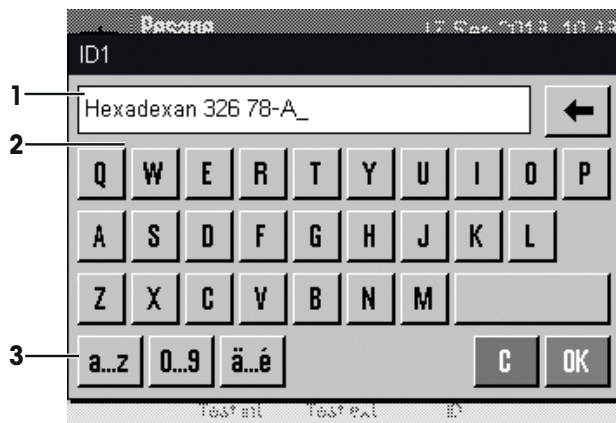 ID1
1
Hexadexan 326 78-A_
2
Q W E R T Y U I O P
A S D F G H J K L
Z X C V B N M
3
a...z 0...9 ä...é C OK